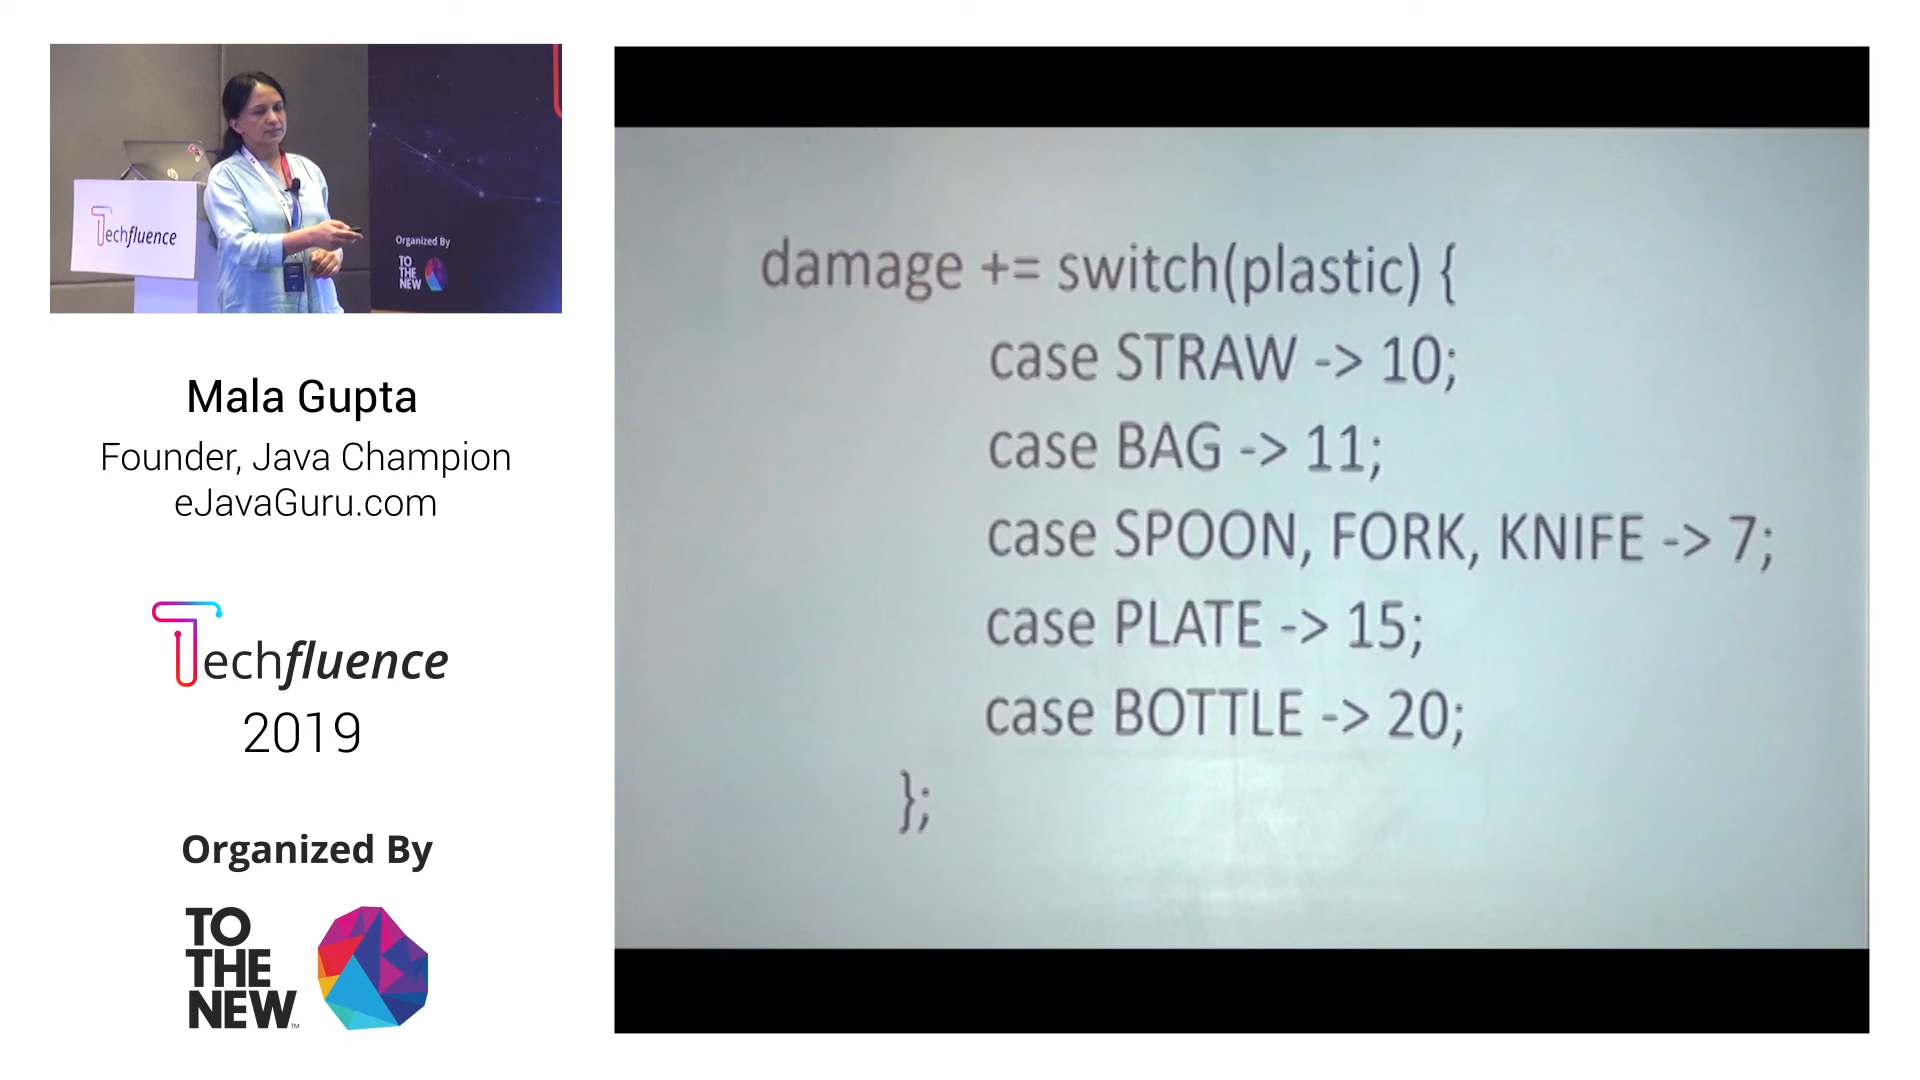 Techfluence
Organized By
TO
THE
NEW
Mala Gupta
Founder, Java Champion
eJavaGuru.com
Techfluence
2019
Organized By
TO
THE
NEW™
damage += switch(plastic) {
case STRAW -> 10;
case BAG -> 11;
case SPOON, FORK, KNIFE -> 7;
case PLATE -> 15;
case BOTTLE -> 20;
};